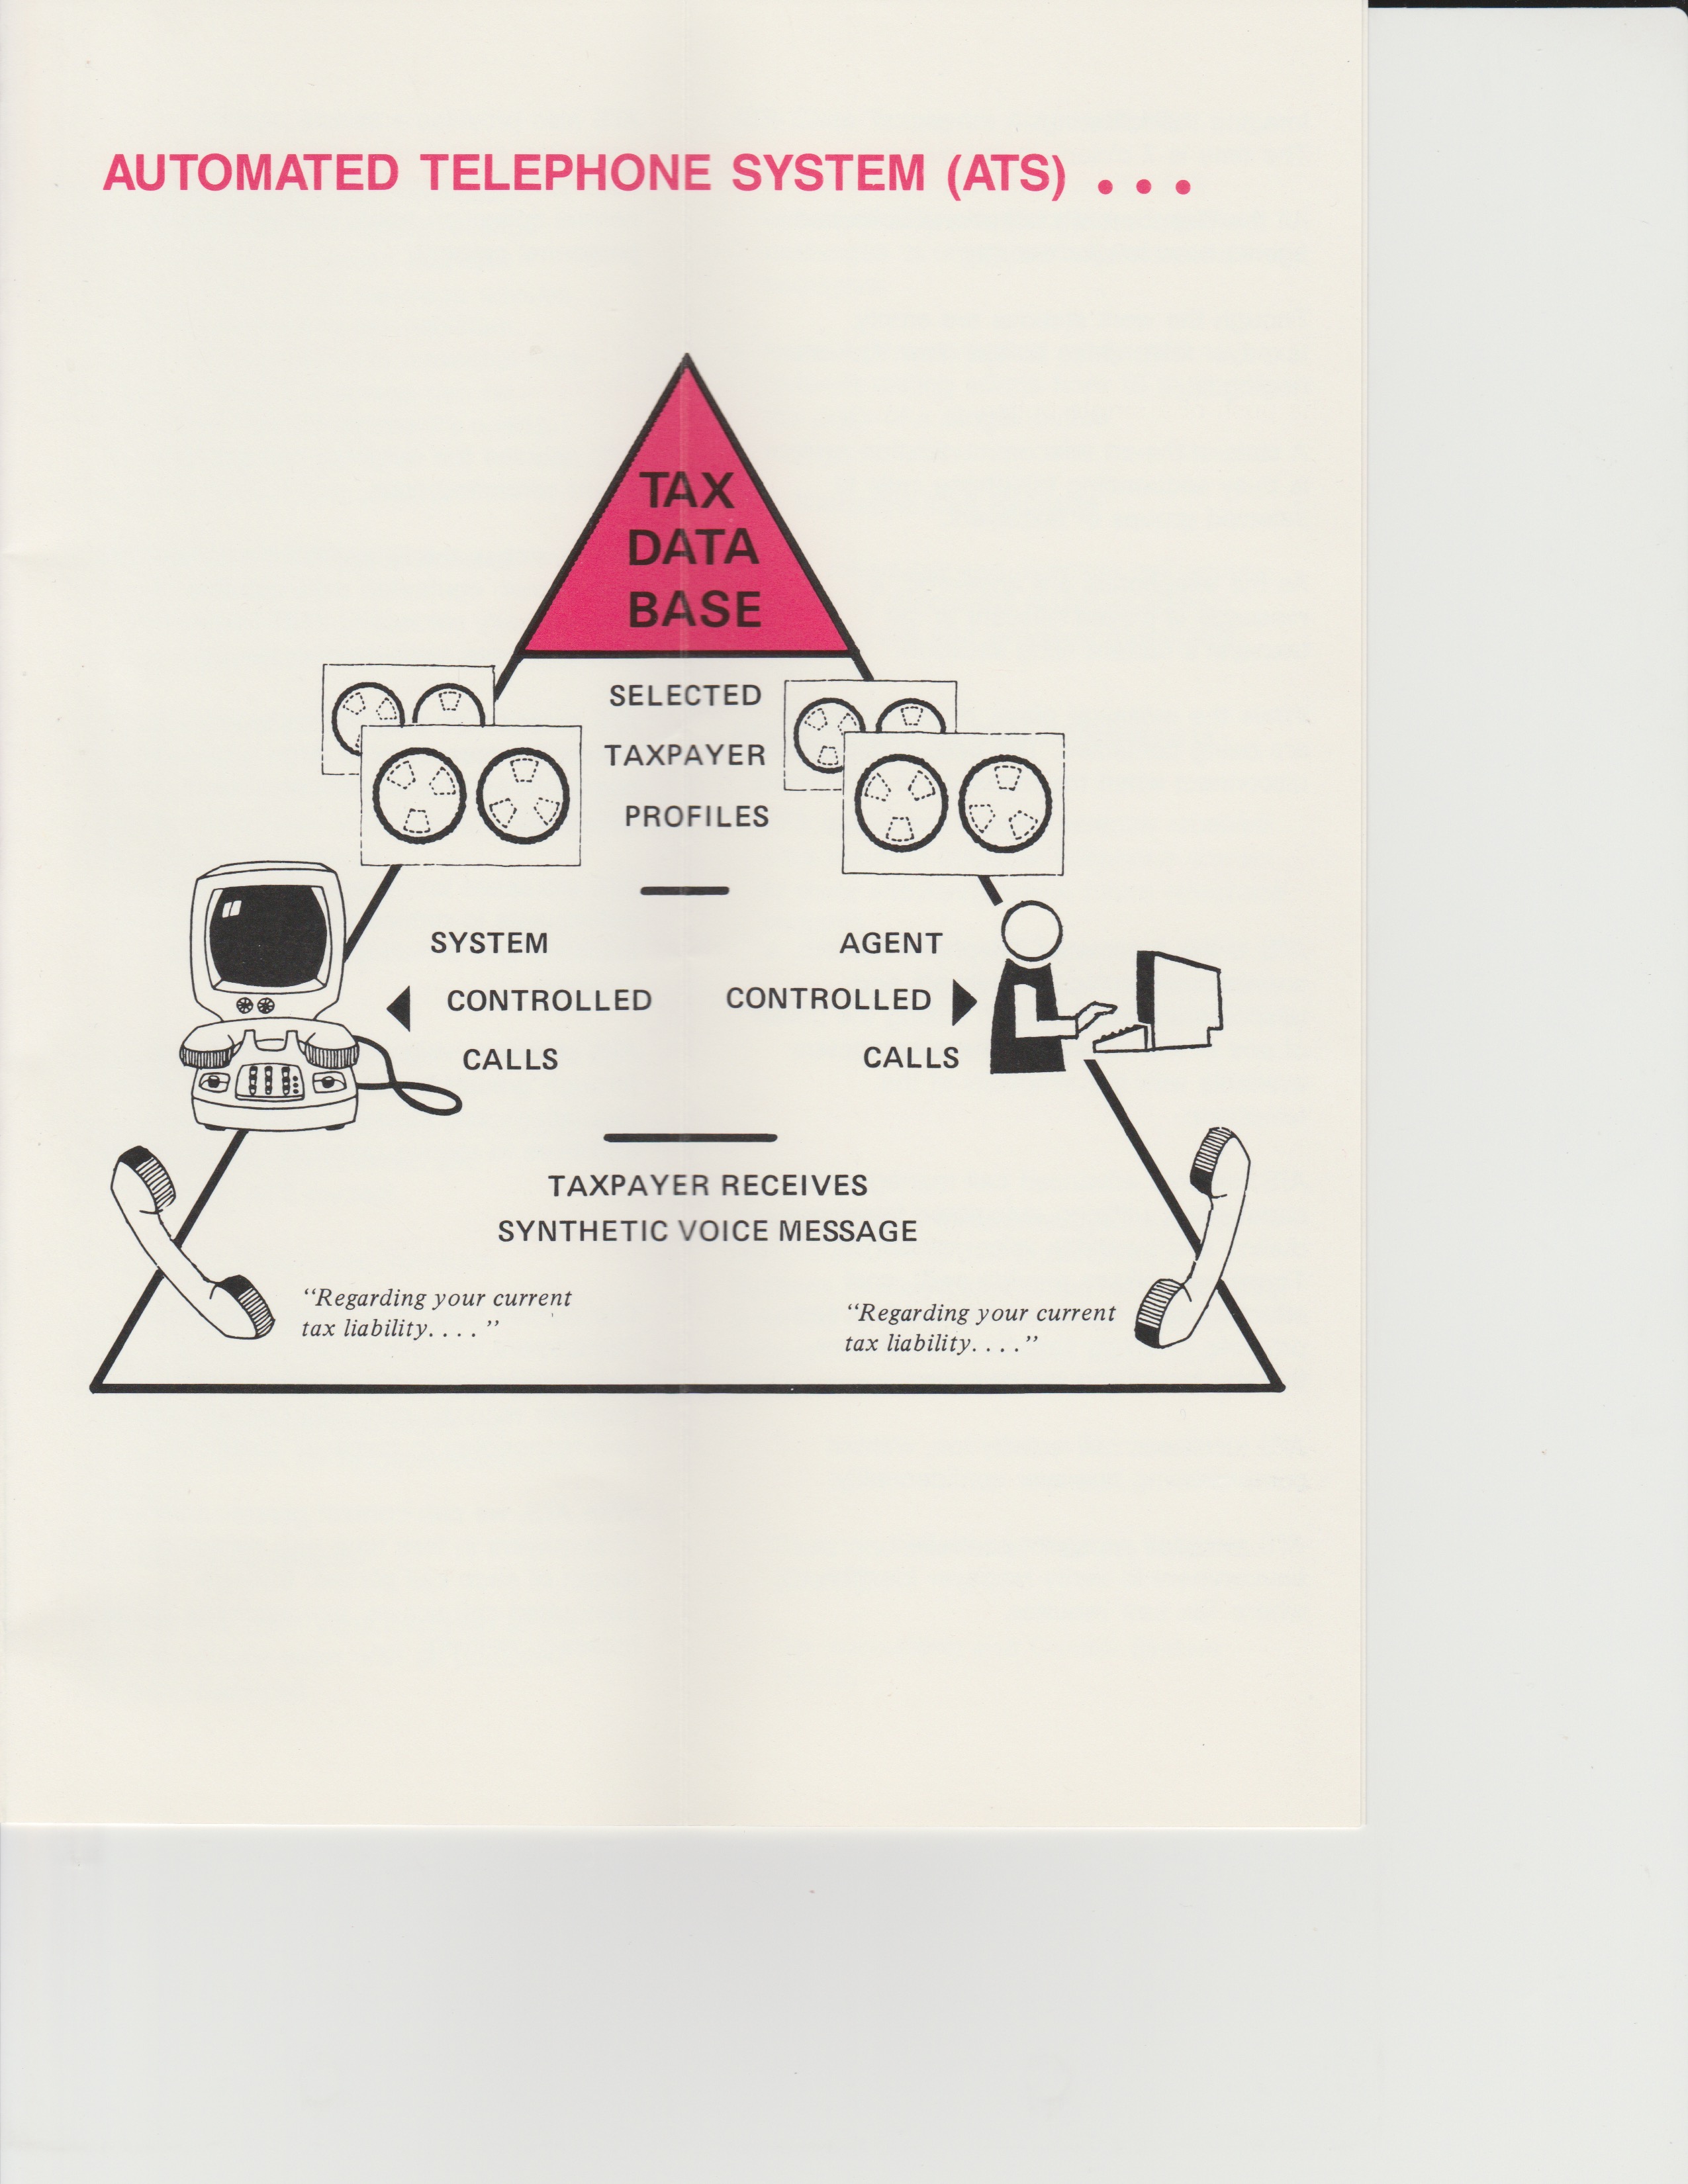 AUTOMATED TELEPHONE SYSTEM (ATS) . . .
TAX
DATA
BASE
SELECTED
TAXPAYER
PROFILES
SYSTEM
CONTROLLED
CALLS
AGENT
CONTROLLED
CALLS
TAXPAYER RECEIVES
SYNTHETIC VOICE MESSAGE
“Regarding your current
tax liability. . . . ”
“Regarding your current
tax liability. . . .”